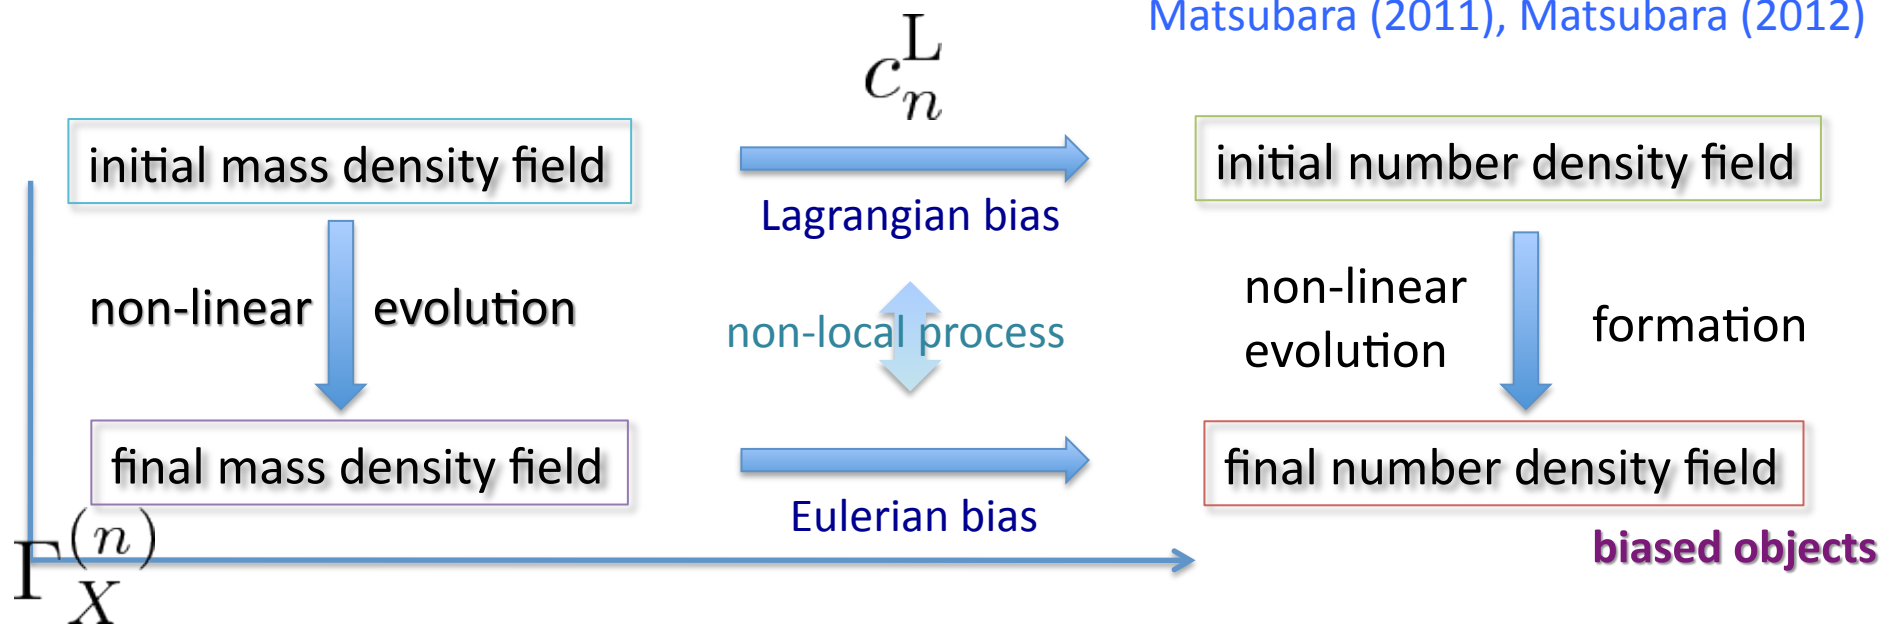 Matsubara (2011), Matsubara (2012)
c_n^L
initial mass density field
initial number density field
Lagrangian bias
non-linear evolution
non-local process
non-linear
evolution
formation
final mass density field
final number density field
Eulerian bias
Γ_X^{(n)}
biased objects